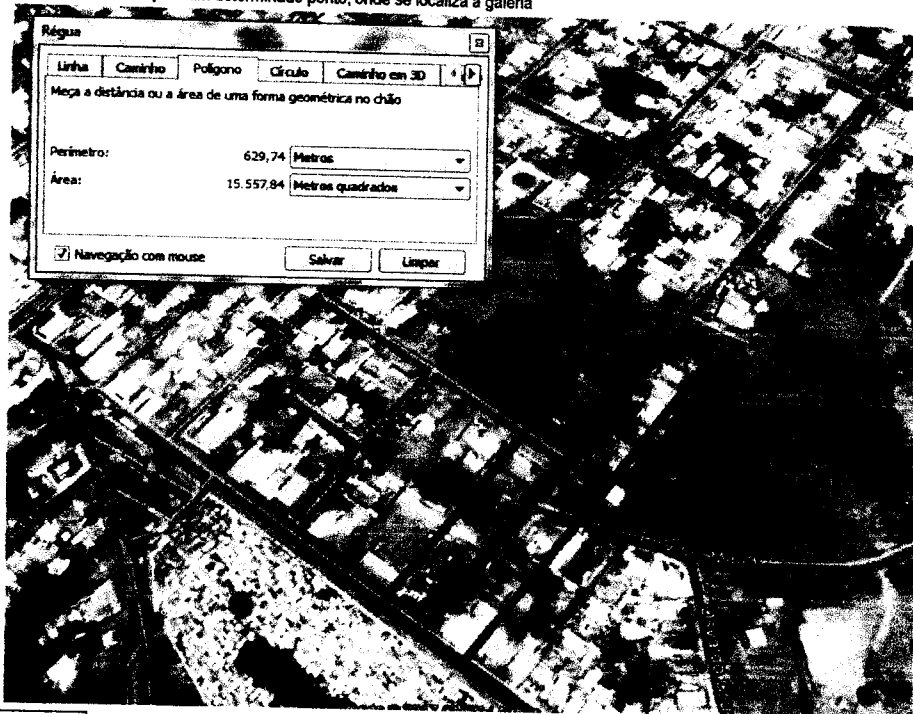 determinado ponto, onde se localiza a galeria
Régua
Linha Caminho Polígono Círculo Caminho em 3D
Meça a distância ou a área de uma forma geométrica no chão
Perímetro: 629,74 Metros
Área: 15.557,84 Metros quadrados
Navegação com mouse Salvar Limpar